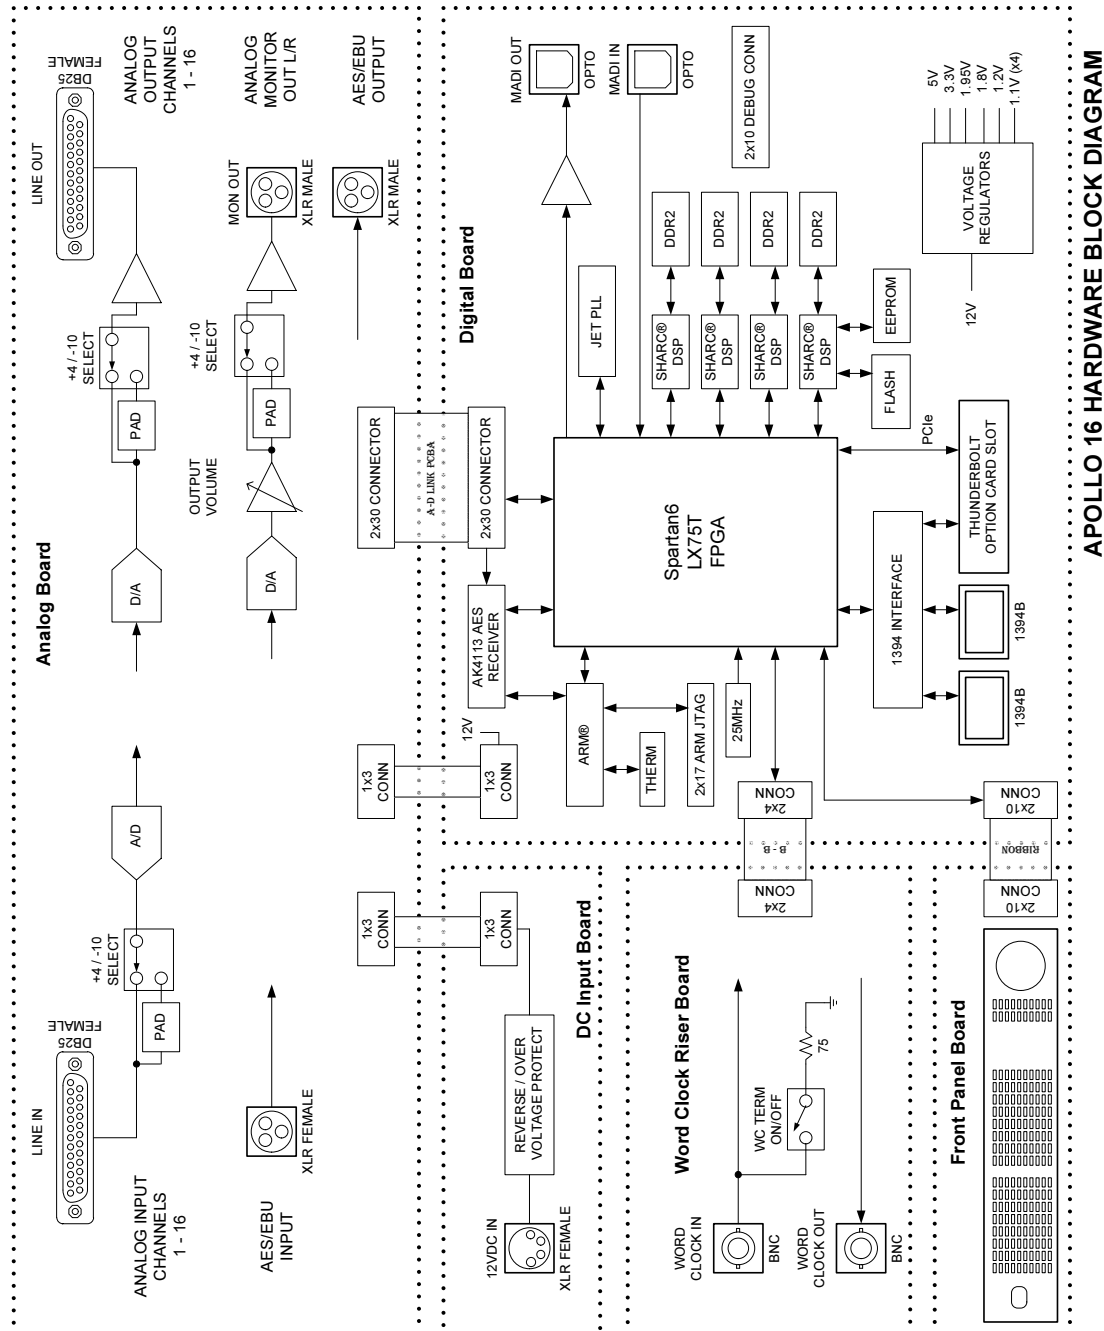 APOLLO 16 HARDWARE BLOCK DIAGRAM
Analog Board
LINE IN
DB25
FEMALE
ANALOG INPUT
CHANNELS
1 - 16
PAD
+4 / -10
SELECT
A/D
D/A
PAD
+4 / -10
SELECT
LINE OUT
DB25
FEMALE
ANALOG
OUTPUT
CHANNELS
1 - 16
AES/EBU
INPUT
XLR FEMALE
D/A
OUTPUT
VOLUME
PAD
+4 / -10
SELECT
MON OUT
XLR MALE
ANALOG
MONITOR
OUT L/R
XLR MALE
AES/EBU
OUTPUT
1x3
CONN
1x3
CONN
2x30 CONNECTOR
A-D LINK PCBA
DC Input Board
12VDC IN
XLR FEMALE
REVERSE / OVER
VOLTAGE PROTECT
1x3
CONN
Digital Board
1x3
CONN
12V
2x30 CONNECTOR
AK4113 AES
RECEIVER
ARM®
THERM
2x17 ARM JTAG
25MHz
Spartan6
LX75T
FPGA
JET PLL
MADI OUT
OPTO
MADI IN
OPTO
SHARC®
DSP
DDR2
SHARC®
DSP
DDR2
SHARC®
DSP
DDR2
SHARC®
DSP
DDR2
2x10 DEBUG CONN
FLASH
EEPROM
PCIe
1394 INTERFACE
1394B
1394B
THUNDERBOLT
OPTION CARD SLOT
12V
VOLTAGE
REGULATORS
5V
3.3V
1.95V
1.8V
1.2V
1.1V (x4)
Word Clock Riser Board
WORD
CLOCK IN
BNC
WC TERM
ON/OFF
75
WORD
CLOCK OUT
BNC
2x4
CONN
B - B
2x4
CONN
Front Panel Board
2x10
CONN
RIBBON
2x10
CONN